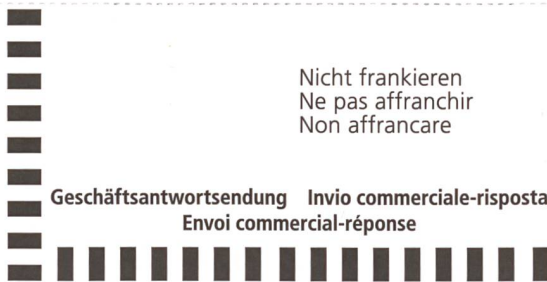 Nicht frankieren
Ne pas affranchir
Non affrancare
Geschäftsantwortsendung Invio commerciale-risposta
Envoi commercial-réponse